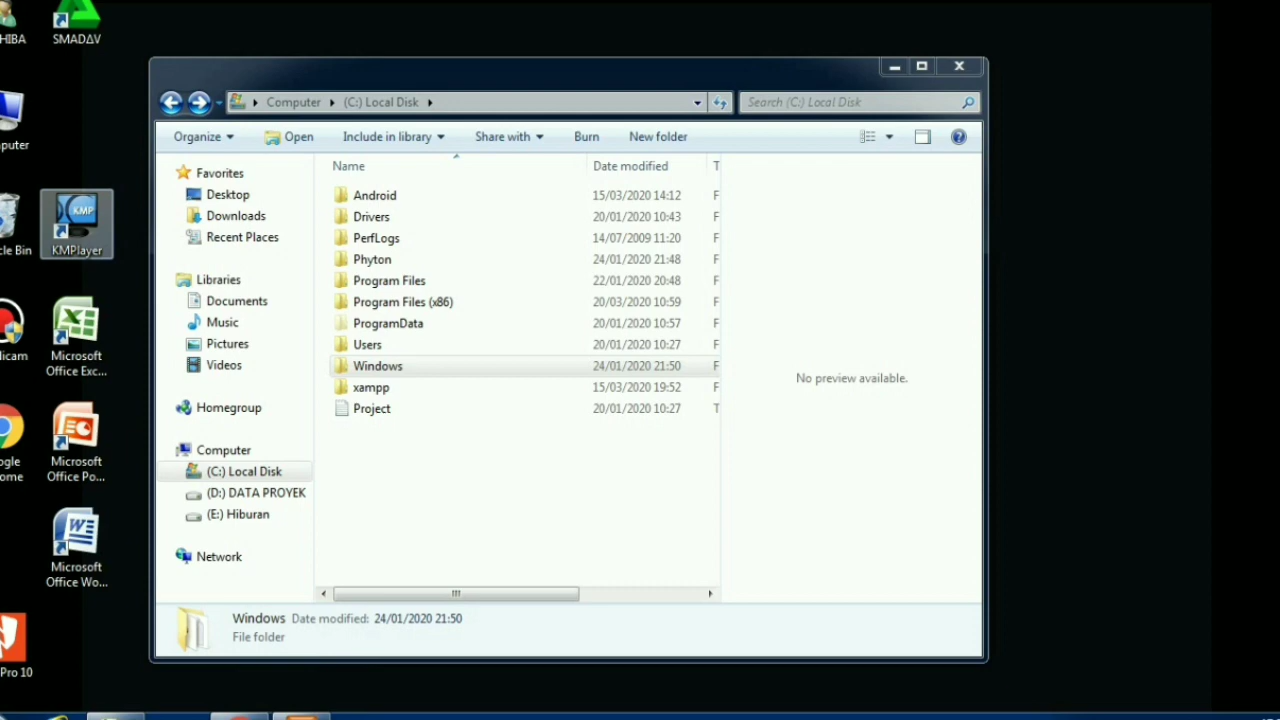 HIBA
SMADΔV
mputer
cle Bin
KMP
KMPlayer
licam
Microsoft
Office Exc...
ogle
ome
Microsoft
Office Po...
Microsoft
Office Wo...
Pro 10
Computer
(C:) Local Disk
Search (C:) Local Disk
Organize
Open
Include in library
Share with
Burn
New folder
Favorites
Desktop
Downloads
Recent Places
Libraries
Documents
Music
Pictures
Videos
Homegroup
Computer
(C:) Local Disk
(D:) DATA PROYEK
(E:) Hiburan
Network
Name Date modified T
Android 15/03/2020 14:12 F
Drivers 20/01/2020 10:43 F
PerfLogs 14/07/2009 11:20 F
Phyton 24/01/2020 21:48 F
Program Files 22/01/2020 20:48 F
Program Files (x86) 20/03/2020 10:59 F
ProgramData 20/01/2020 10:57 F
Users 20/01/2020 10:27 F
Windows 24/01/2020 21:50 F
xampp 15/03/2020 19:52 F
Project 20/01/2020 10:27 T
No preview available.
Windows Date modified: 24/01/2020 21:50
File folder